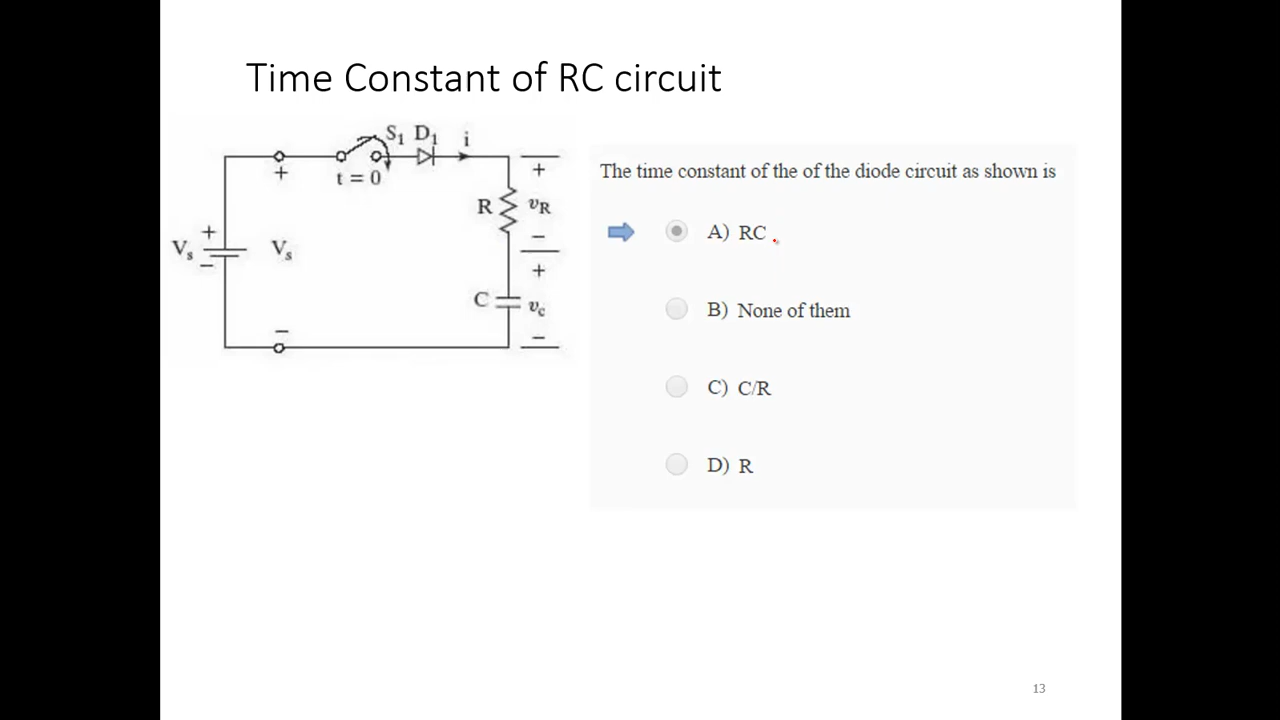 Time Constant of RC circuit
S1 D1 i
+
t = 0
+
R
vR
−
+
Vs
−
Vs
+
C
vc
−
−
The time constant of the of the diode circuit as shown is
A) RC
B) None of them
C) C/R
D) R
13